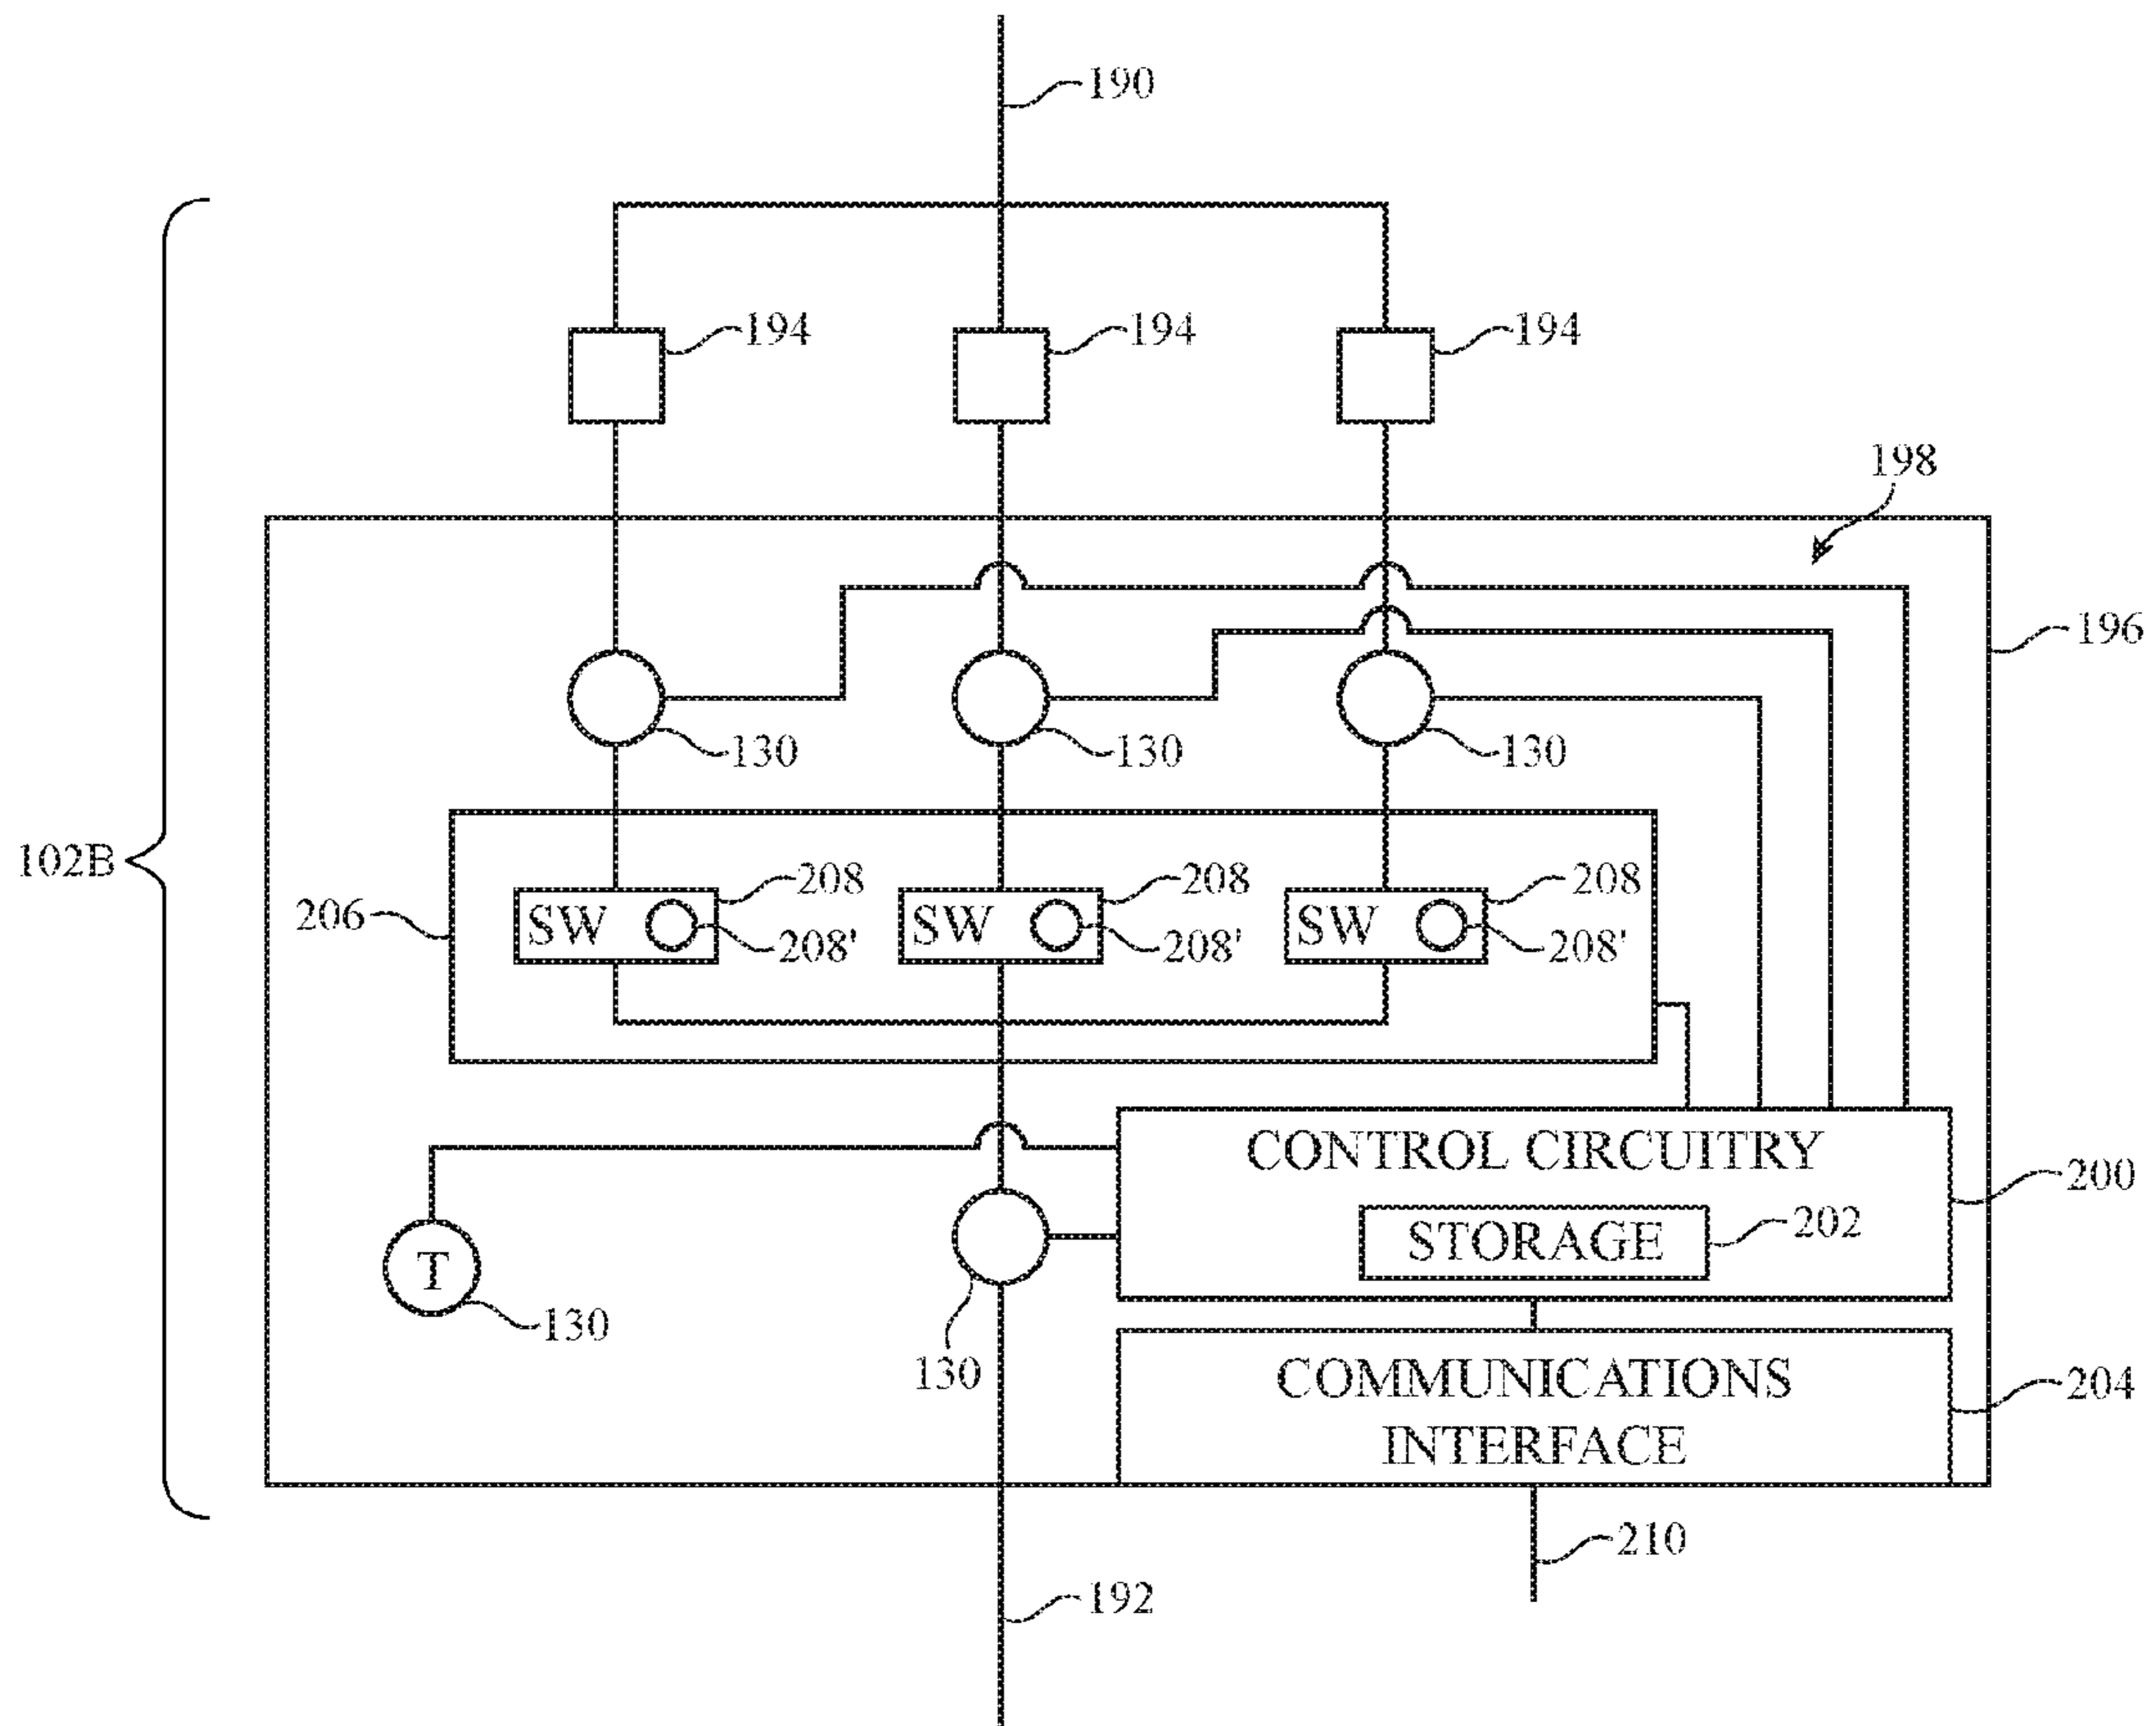 190
194
194
194
198
196
130
130
130
102B
206
SW
208
208'
SW
208
208'
SW
208
208'
CONTROL CIRCUITRY
200
STORAGE
202
T
130
130
COMMUNICATIONS
INTERFACE
204
210
192